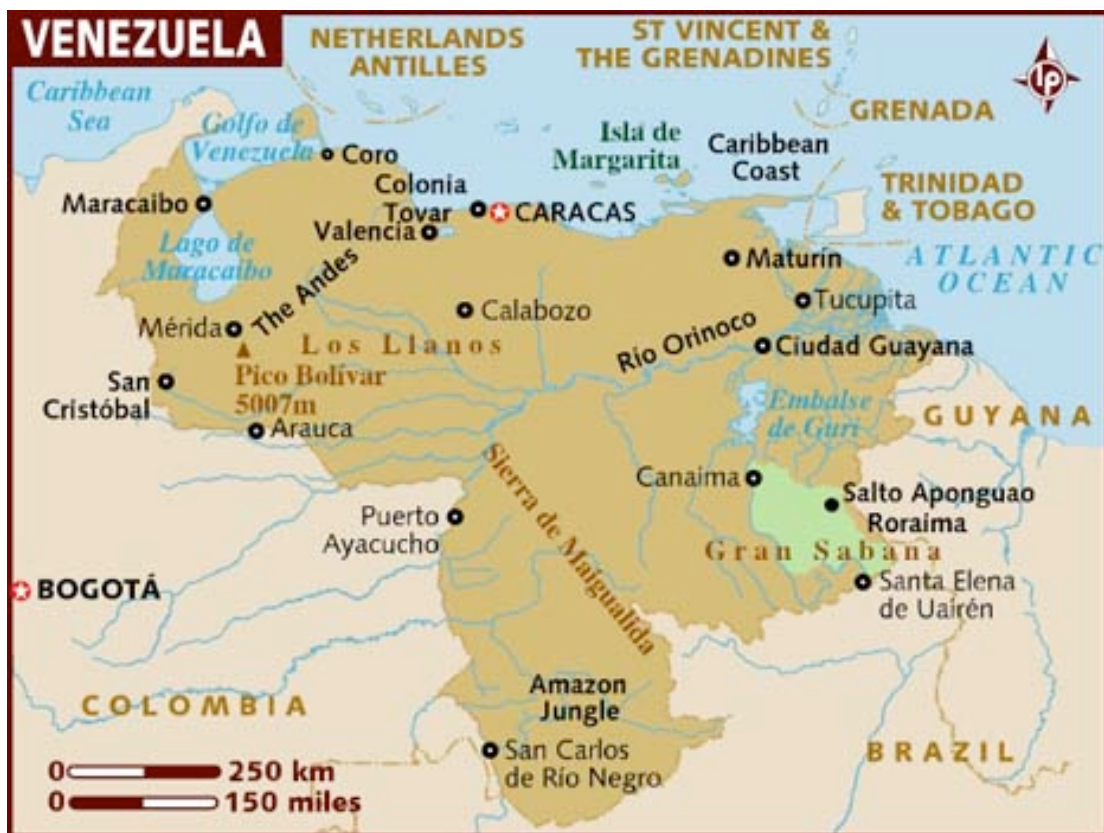 VENEZUELA
NETHERLANDS
ANTILLES
ST VINCENT &
THE GRENADINES
lp
Caribbean
Sea
GRENADA
Golfo de
Venezuela
Isla de
Margarita
Caribbean
Coast
Coro
TRINIDAD
& TOBAGO
Colonia
Tovar
Maracaibo
CARACAS
Valencia
Lago de
Maracaibo
Maturín
ATLANTIC
OCEAN
The Andes
Tucupita
Mérida
Calabozo
Los Llanos
Río Orinoco
Ciudad Guayana
Pico Bolívar
5007m
San
Cristóbal
Embalse
de Guri
GUYANA
Arauca
Sierra de Maigualida
Canaima
Salto Aponguao
Roraima
Puerto
Ayacucho
Gran Sabana
BOGOTÁ
Santa Elena
de Uairén
Amazon
Jungle
COLOMBIA
San Carlos
de Río Negro
BRAZIL
0 250 km
0 150 miles